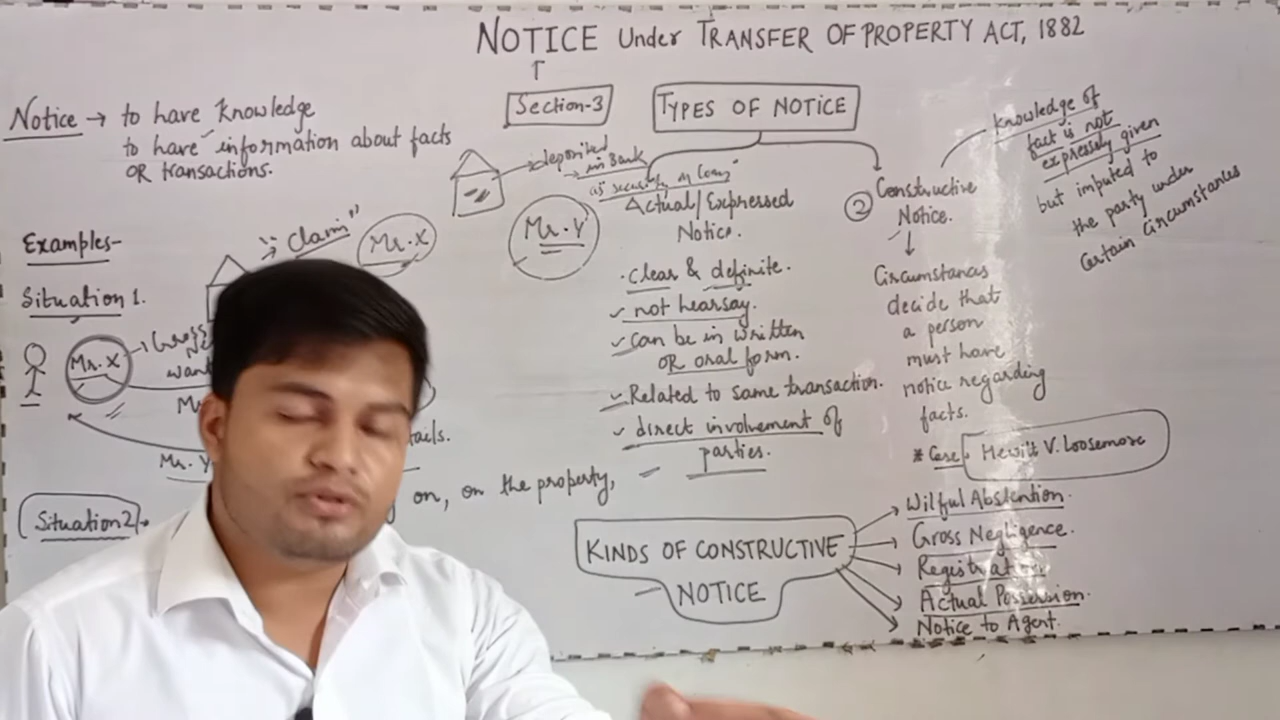 NOTICE Under TRANSFER OF PROPERTY ACT, 1882
Section-3
Notice → to have Knowledge
to have information about facts
OR transactions.
Examples-
Situation 1.
Mr. X
Gross
want
Mr. Y
"Claim"
Mr. X
→ deposited
→ in Bank
as security
Mr. Y
tails.
on, on the property,
Situation 2
TYPES OF NOTICE
Actual/Expressed
Notice.
· clear & definite.
not hearsay.
can be in written
OR oral form.
Related to same transaction.
direct involvement of
parties.
② Constructive
Notice.
Circumstances
decide that
a person
must have
notice regarding
facts.
* Case. Hewitt V. Loosemore
Knowledge of
fact is not
expressely given
but imputed to
the party under
certain Circumstances
KINDS OF CONSTRUCTIVE
NOTICE
Wilful Abstention.
Gross Negligence.
Registration.
Actual Possession.
Notice to Agent.